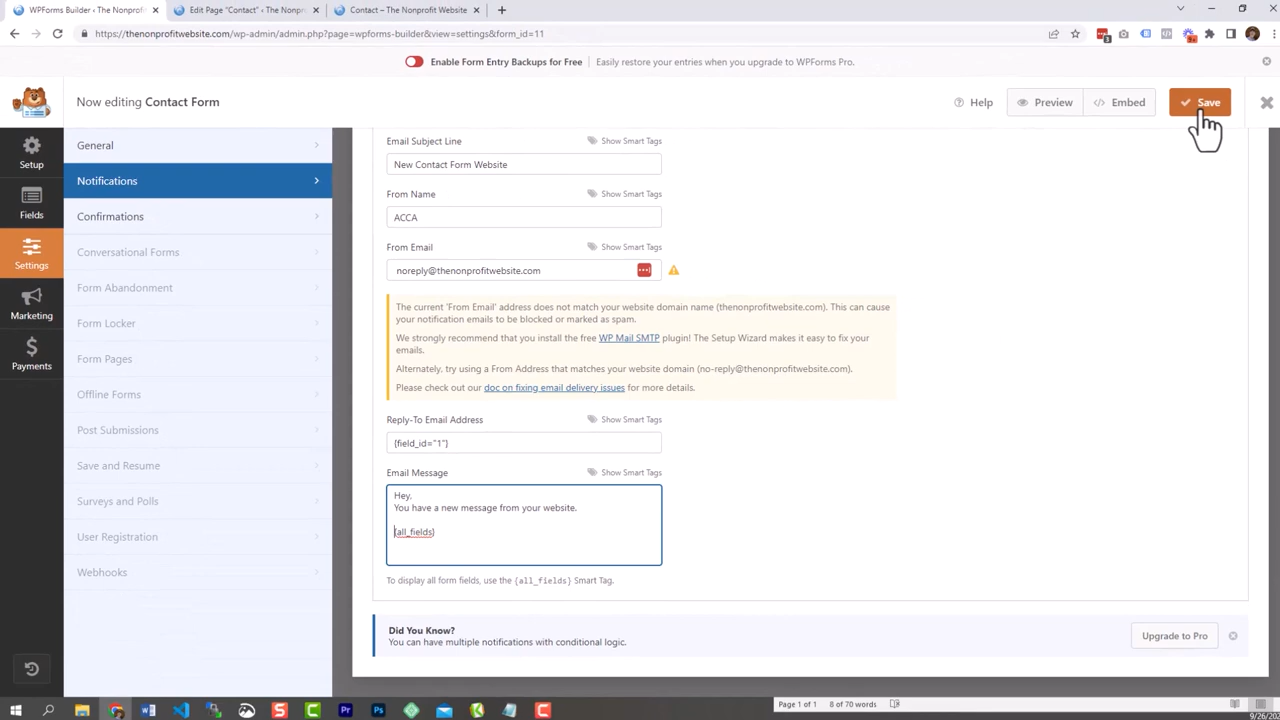 WPForms Builder ‹ The Nonprofit
Edit Page "Contact" ‹ The Nonpro
Contact – The Nonprofit Website
https://thenonprofitwebsite.com/wp-admin/admin.php?page=wpforms-builder&view=settings&form_id=11
Enable Form Entry Backups for Free
Easily restore your entries when you upgrade to WPForms Pro.
Now editing Contact Form
Help
Preview
Embed
Save
Setup
Fields
Settings
Marketing
Payments
General
Notifications
Confirmations
Conversational Forms
Form Abandonment
Form Locker
Form Pages
Offline Forms
Post Submissions
Save and Resume
Surveys and Polls
User Registration
Webhooks
Email Subject Line
Show Smart Tags
New Contact Form Website
From Name
Show Smart Tags
ACCA
From Email
Show Smart Tags
noreply@thenonprofitwebsite.com
The current 'From Email' address does not match your website domain name (thenonprofitwebsite.com). This can cause
your notification emails to be blocked or marked as spam.
We strongly recommend that you install the free WP Mail SMTP plugin! The Setup Wizard makes it easy to fix your
emails.
Alternately, try using a From Address that matches your website domain (no-reply@thenonprofitwebsite.com).
Please check out our doc on fixing email delivery issues for more details.
Reply-To Email Address
Show Smart Tags
{field_id="1"}
Email Message
Show Smart Tags
Hey,
You have a new message from your website.
{all_fields}
To display all form fields, use the {all_fields} Smart Tag.
Did You Know?
You can have multiple notifications with conditional logic.
Upgrade to Pro
Page 1 of 1
8 of 70 words